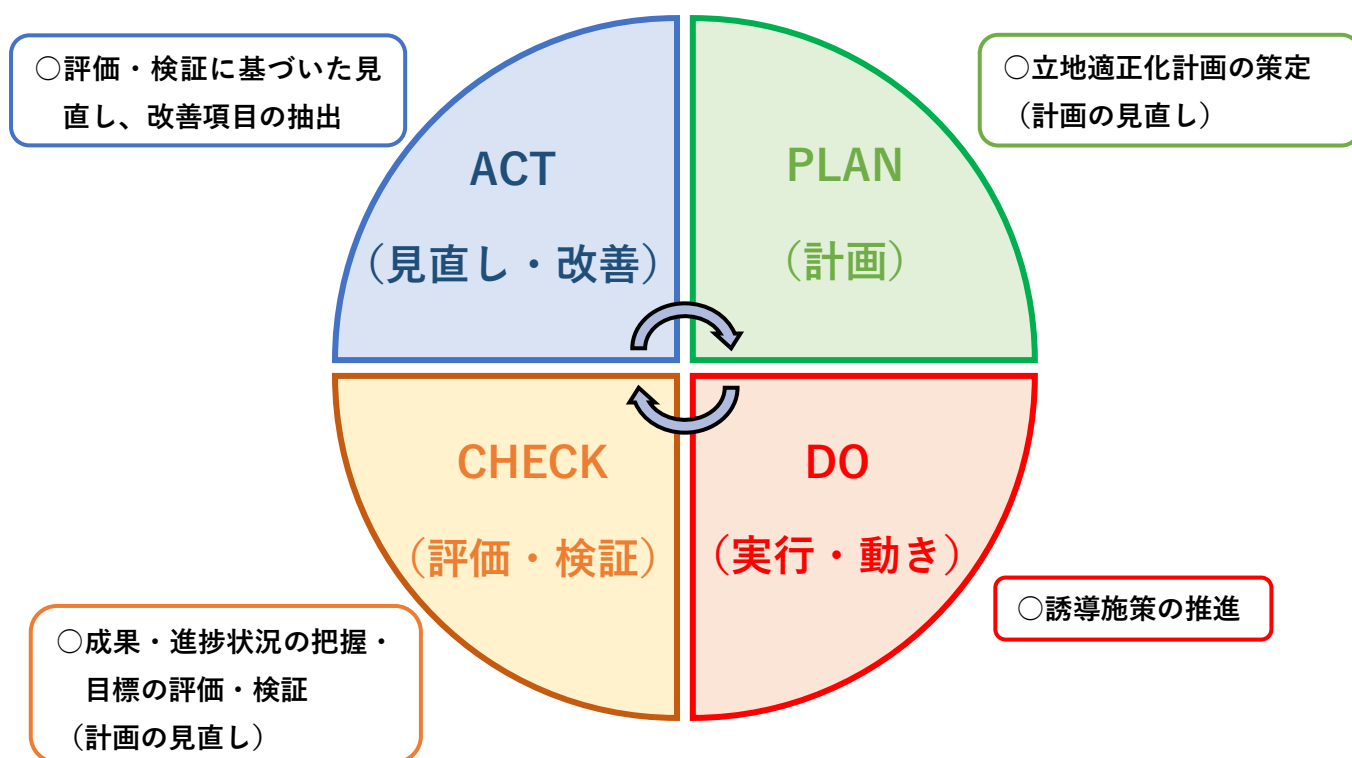 ○評価・検証に基づいた見
直し、改善項目の抽出
○立地適正化計画の策定
（計画の見直し）
ACT
（見直し・改善）
PLAN
（計画）
CHECK
（評価・検証）
DO
（実行・動き）
○成果・進捗状況の把握・
目標の評価・検証
（計画の見直し）
○誘導施策の推進